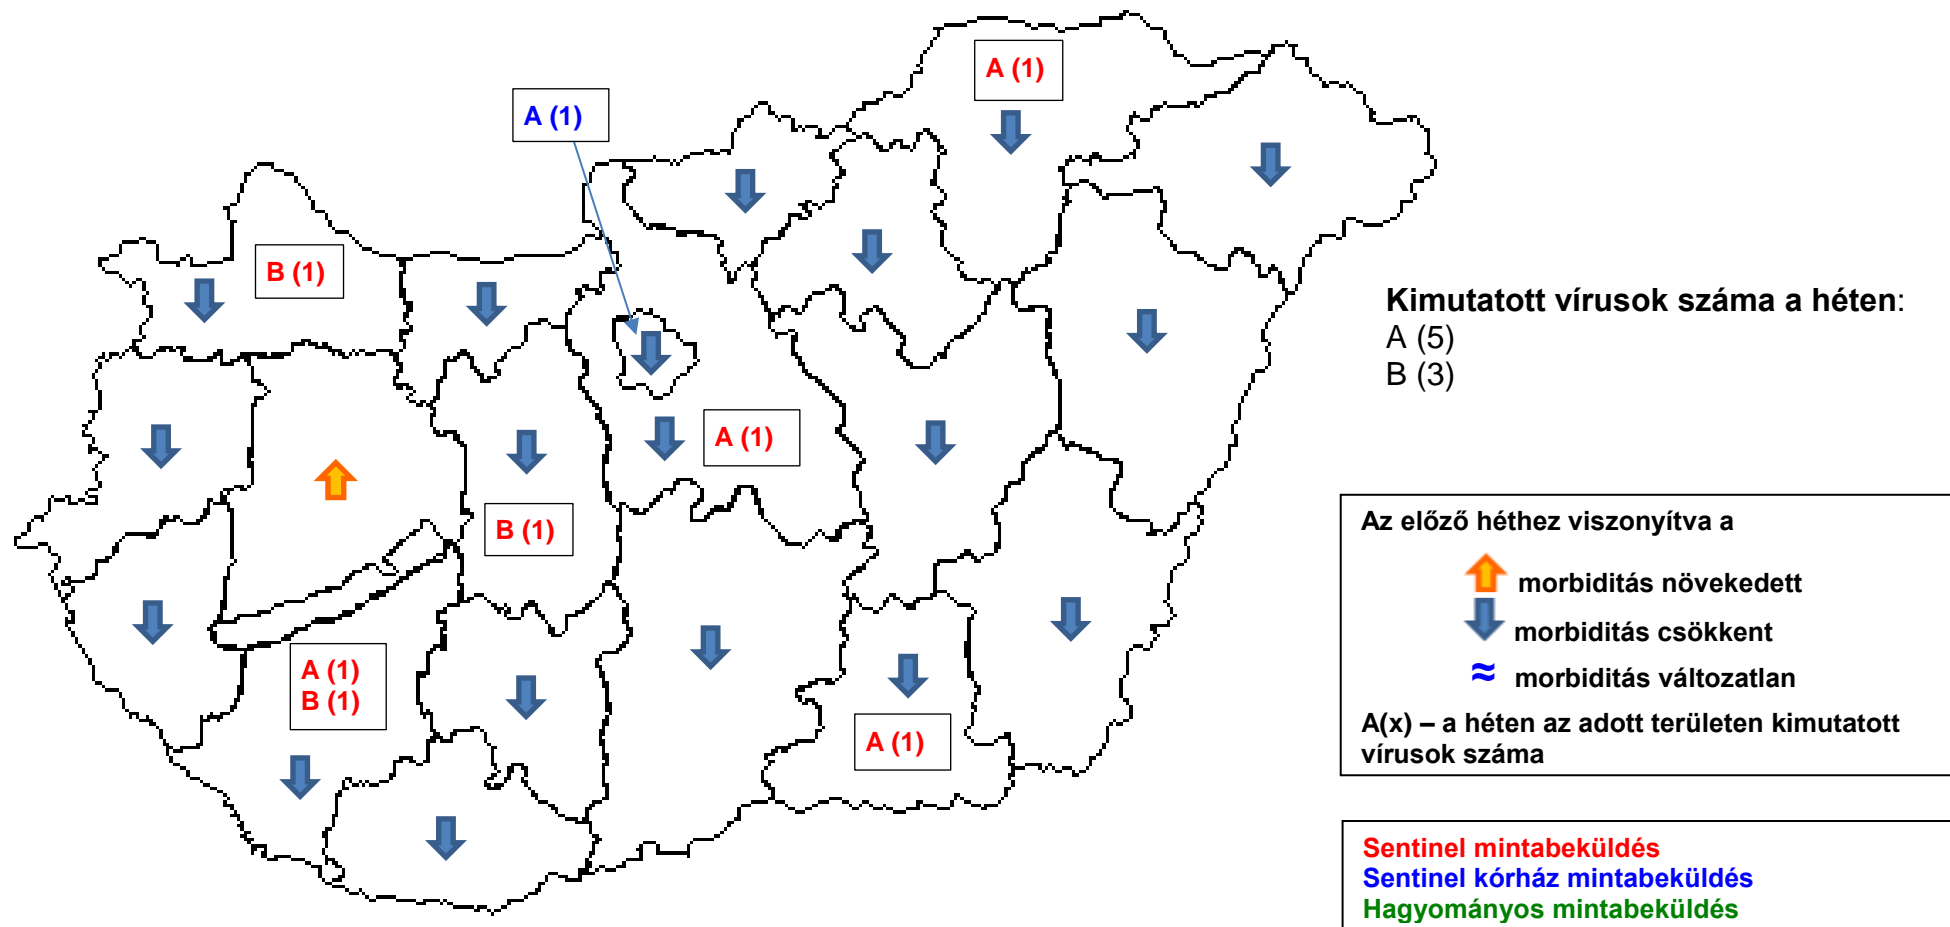 A (1)
A (1)
B (1)
A (1)
B (1)
A (1)
B (1)
A (1)
Kimutatott vírusok száma a héten:
A (5)
B (3)
Az előző héthez viszonyítva a
morbiditás növekedett
morbiditás csökkent
≈ morbiditás változatlan
A(x) – a héten az adott területen kimutatott
vírusok száma
Sentinel mintabeküldés
Sentinel kórház mintabeküldés
Hagyományos mintabeküldés